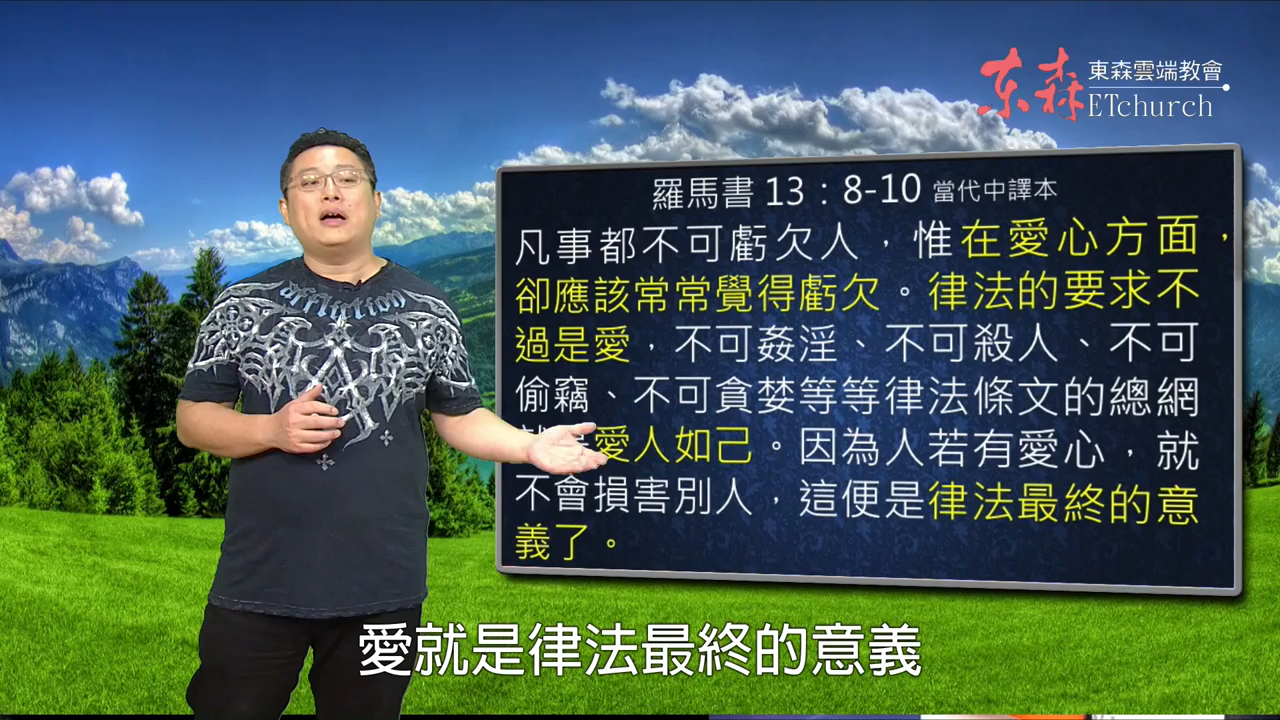 东森 東森雲端教會
ETchurch
羅馬書 13：8-10 當代中譯本
凡事都不可虧欠人，惟在愛心方面，
卻應該常常覺得虧欠。律法的要求不
過是愛，不可姦淫、不可殺人、不可
偷竊、不可貪婪等等律法條文的總網
愛人如己。因為人若有愛心，就
不會損害別人，這便是律法最終的意
義了。
affliction
愛就是律法最終的意義